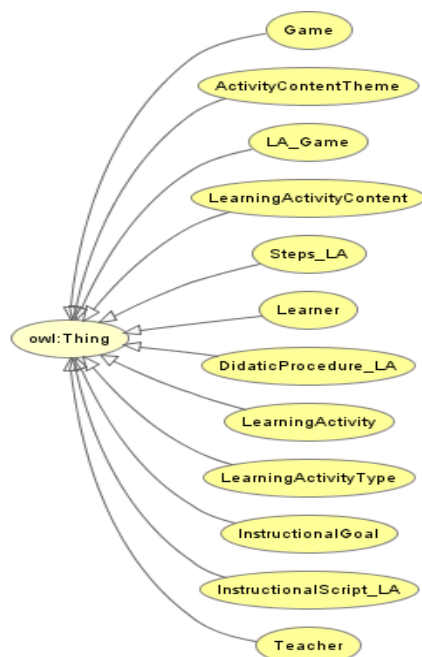 Game
ActivityContentTheme
LA_Game
LearningActivityContent
Steps_LA
Learner
owl:Thing
DidaticProcedure_LA
LearningActivity
LearningActivityType
InstructionalGoal
InstructionalScript_LA
Teacher